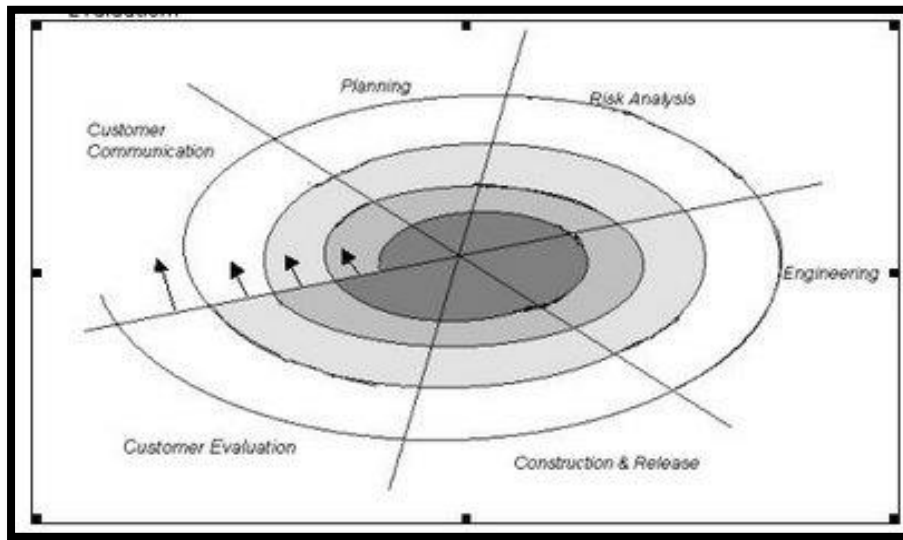 Planning
Risk Analysis
Customer
Communication
Engineering
Customer Evaluation
Construction & Release